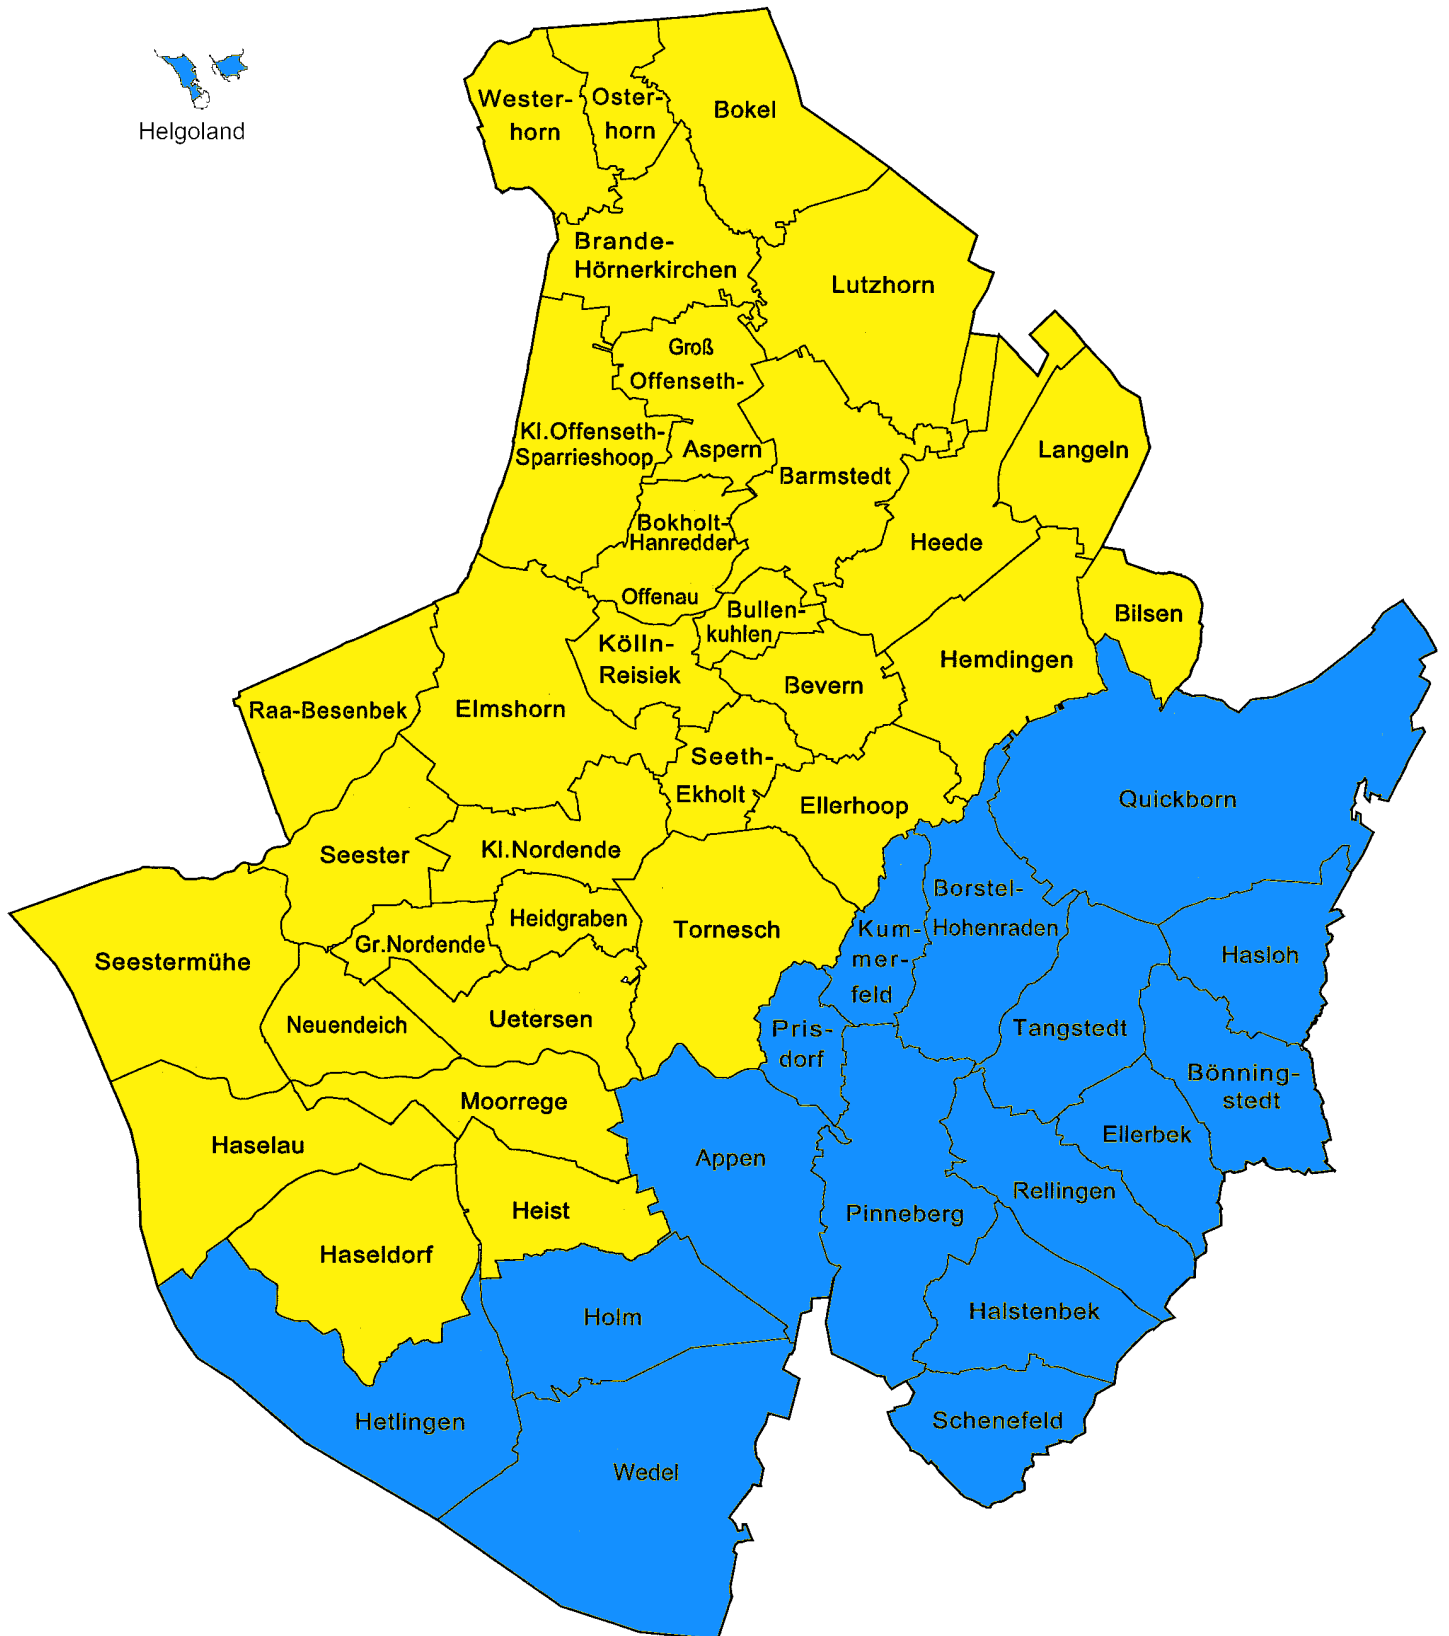 Helgoland
Wester-
horn
Oster-
horn
Bokel
Brande-
Hörnerkirchen
Lutzhorn
Groß
Offenseth-
Aspern
Kl.Offenseth-
Sparrieshoop
Barmstedt
Langeln
Bokholt-
Hanredder
Heede
Offenau
Bullen-
kuhlen
Bilsen
Kölln-
Reisiek
Hemdingen
Bevern
Raa-Besenbek
Elmshorn
Seeth-
Ekholt
Ellerhoop
Quickborn
Seester
Kl.Nordende
Borstel-
Hohenraden
Heidgraben
Tornesch
Kum-
mer-
feld
Gr.Nordende
Hasloh
Seestermühe
Neuendeich
Uetersen
Pris-
dorf
Tangstedt
Bönning-
stedt
Moorrege
Haselau
Appen
Ellerbek
Rellingen
Heist
Pinneberg
Haseldorf
Holm
Halstenbek
Hetlingen
Schenefeld
Wedel